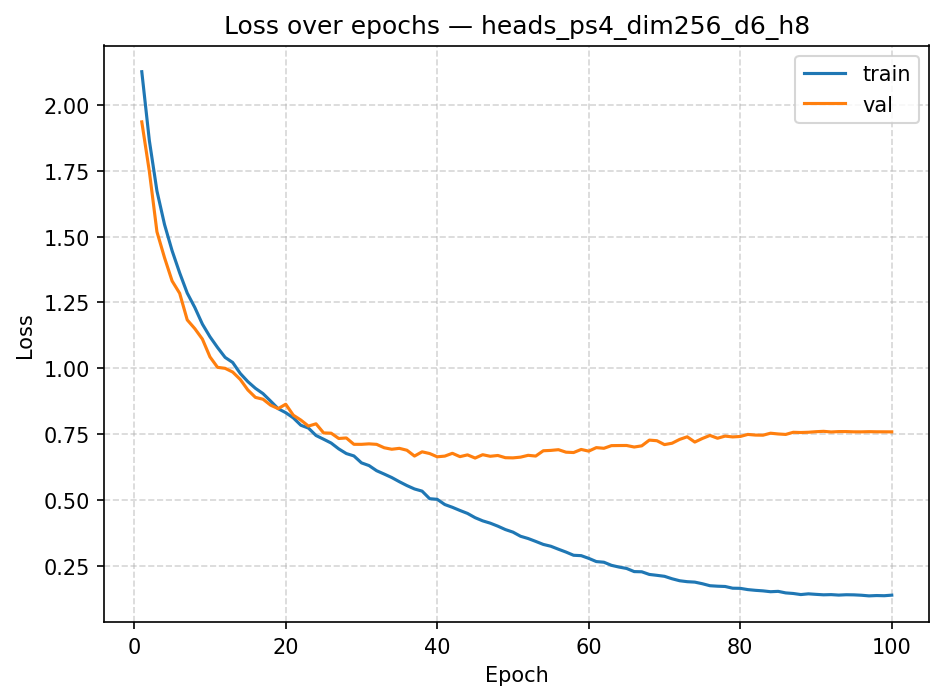 Loss over epochs — heads_ps4_dim256_d6_h8
train
val
2.00
1.75
1.50
1.25
1.00
0.75
0.50
0.25
Loss
0 20 40 60 80 100
Epoch